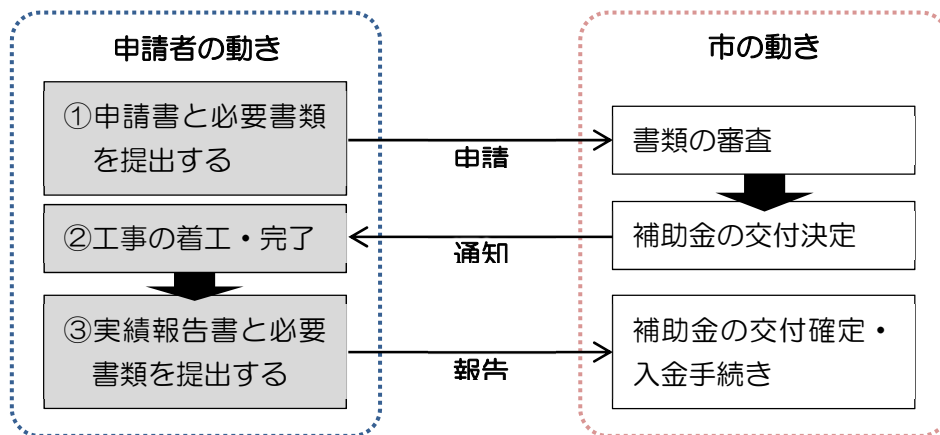 申請者の動き
①申請書と必要書類
を提出する
②工事の着工・完了
③実績報告書と必要
書類を提出する
申請
通知
報告
市の動き
書類の審査
補助金の交付決定
補助金の交付確定・
入金手続き